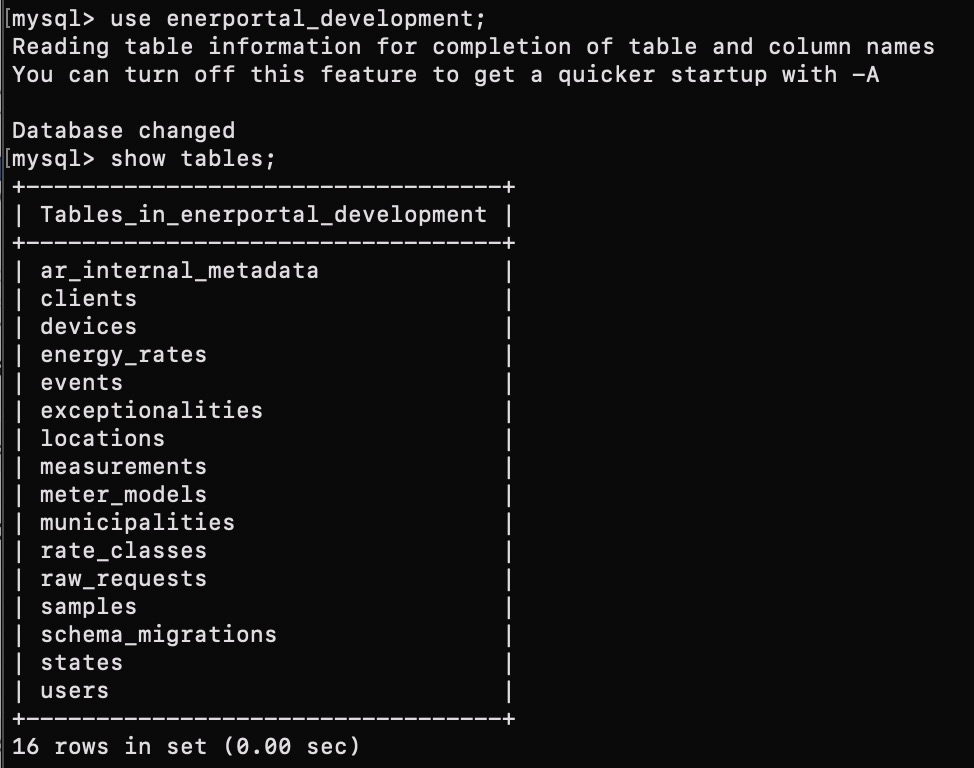 [mysql> use enerportal_development;
Reading table information for completion of table and column names
You can turn off this feature to get a quicker startup with -A
Database changed
[mysql> show tables;
+----------------------------------+
| Tables_in_enerportal_development |
+----------------------------------+
| ar_internal_metadata             |
| clients                          |
| devices                          |
| energy_rates                     |
| events                           |
| exceptionalities                 |
| locations                        |
| measurements                     |
| meter_models                     |
| municipalities                   |
| rate_classes                     |
| raw_requests                     |
| samples                          |
| schema_migrations                |
| states                           |
| users                            |
+----------------------------------+
16 rows in set (0.00 sec)